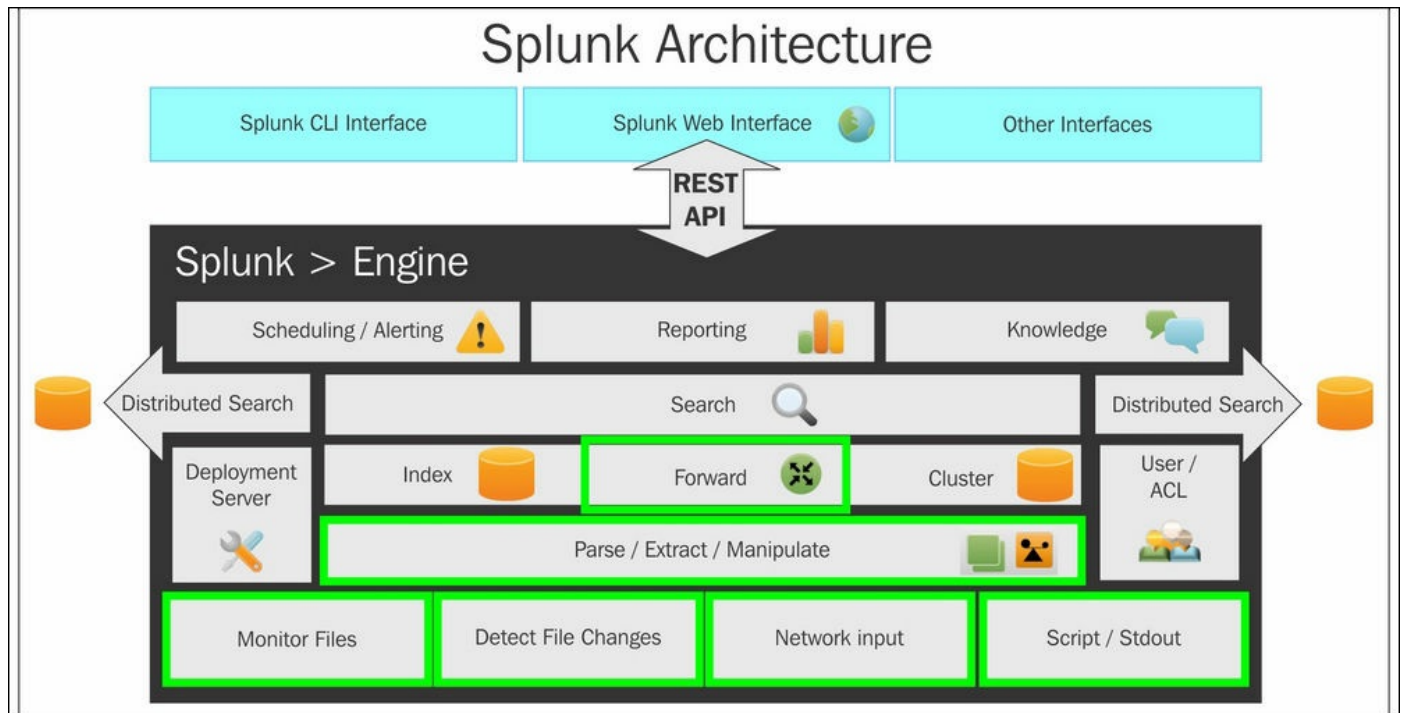 Splunk Architecture
Splunk CLI Interface
Splunk Web Interface
Other Interfaces
REST
API
Splunk > Engine
Scheduling / Alerting
Reporting
Knowledge
Distributed Search
Search
Distributed Search
Deployment
Server
Index
Forward
Cluster
User /
ACL
Parse / Extract / Manipulate
Monitor Files
Detect File Changes
Network input
Script / Stdout